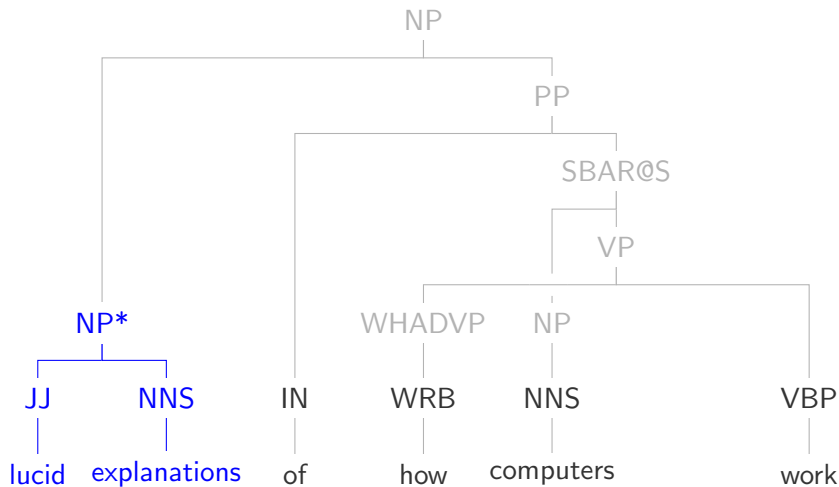 NP
PP
SBAR@S
VP
NP* WHADVP NP
JJ NNS IN WRB NNS VBP
lucid explanations of how computers work